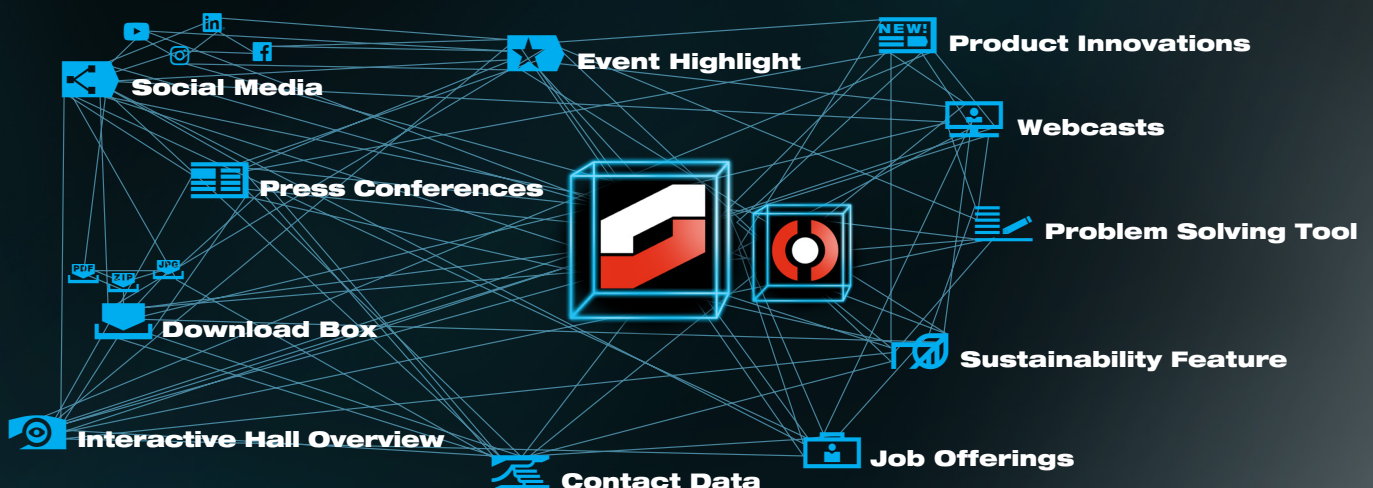 in
NEW!
Product Innovations
Event Highlight
Social Media
Webcasts
Press Conferences
Problem Solving Tool
PDF
ZIP
JPG
Download Box
Sustainability Feature
Interactive Hall Overview
Job Offerings
Contact Data